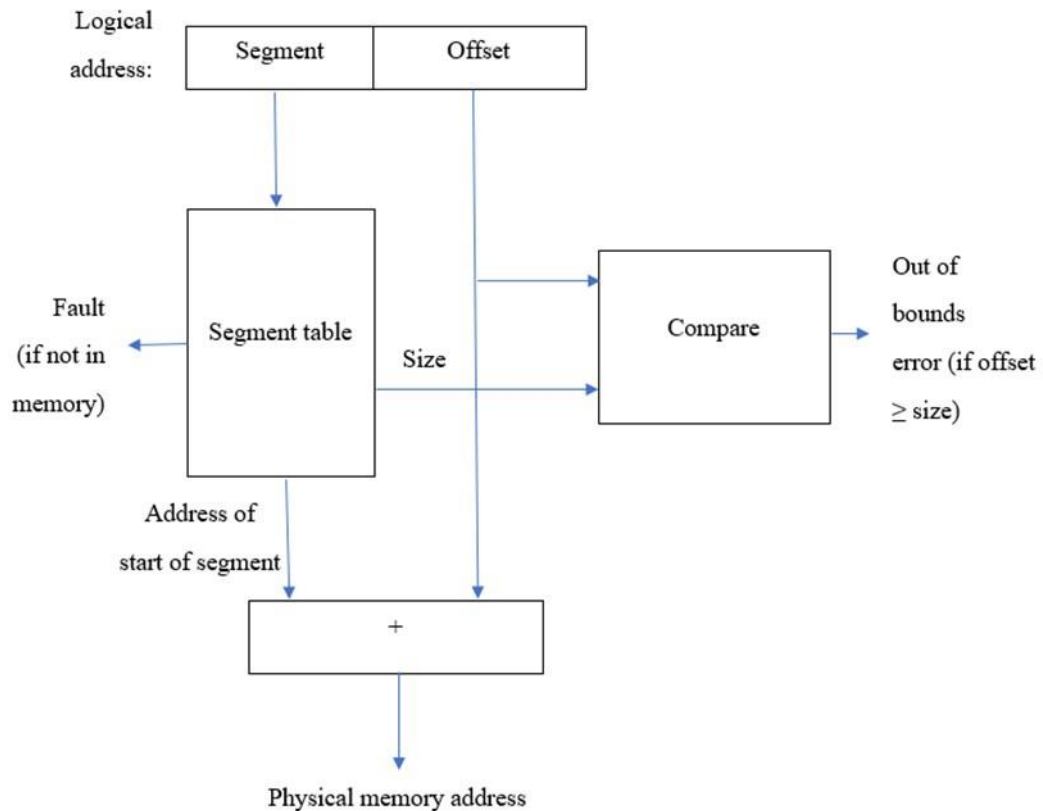 Logical
address:
Segment
Offset
Fault
(if not in
memory)
Segment table
Size
Compare
Out of
bounds
error (if offset
≥ size)
Address of
start of segment
+
Physical memory address